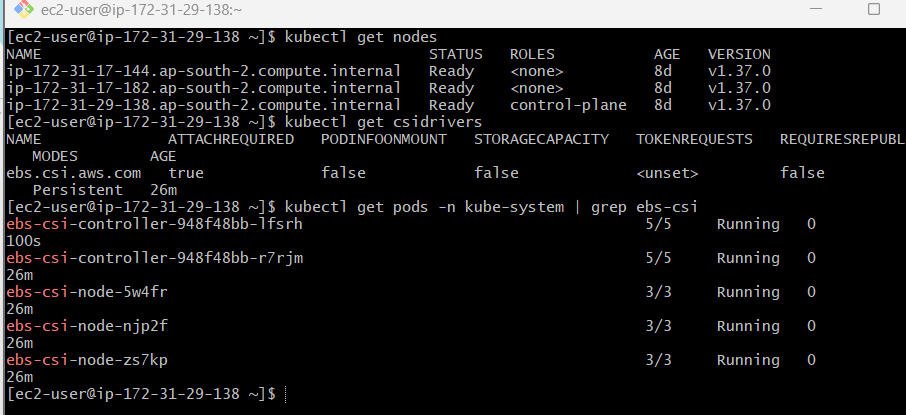 ec2-user@ip-172-31-29-138:~
[ec2-user@ip-172-31-29-138 ~]$ kubectl get nodes
NAME STATUS ROLES AGE VERSION
ip-172-31-17-144.ap-south-2.compute.internal Ready <none> 8d v1.37.0
ip-172-31-17-182.ap-south-2.compute.internal Ready <none> 8d v1.37.0
ip-172-31-29-138.ap-south-2.compute.internal Ready control-plane 8d v1.37.0
[ec2-user@ip-172-31-29-138 ~]$ kubectl get csidrivers
NAME ATTACHREQUIRED PODINFOONMOUNT STORAGECAPACITY TOKENREQUESTS REQUIRESREPUBL
MODES AGE
ebs.csi.aws.com true false false <unset> false
Persistent 26m
[ec2-user@ip-172-31-29-138 ~]$ kubectl get pods -n kube-system | grep ebs-csi
ebs-csi-controller-948f48bb-lfsrh 5/5 Running 0
100s
ebs-csi-controller-948f48bb-r7rjm 5/5 Running 0
26m
ebs-csi-node-5w4fr 3/3 Running 0
26m
ebs-csi-node-njp2f 3/3 Running 0
26m
ebs-csi-node-zs7kp 3/3 Running 0
26m
[ec2-user@ip-172-31-29-138 ~]$